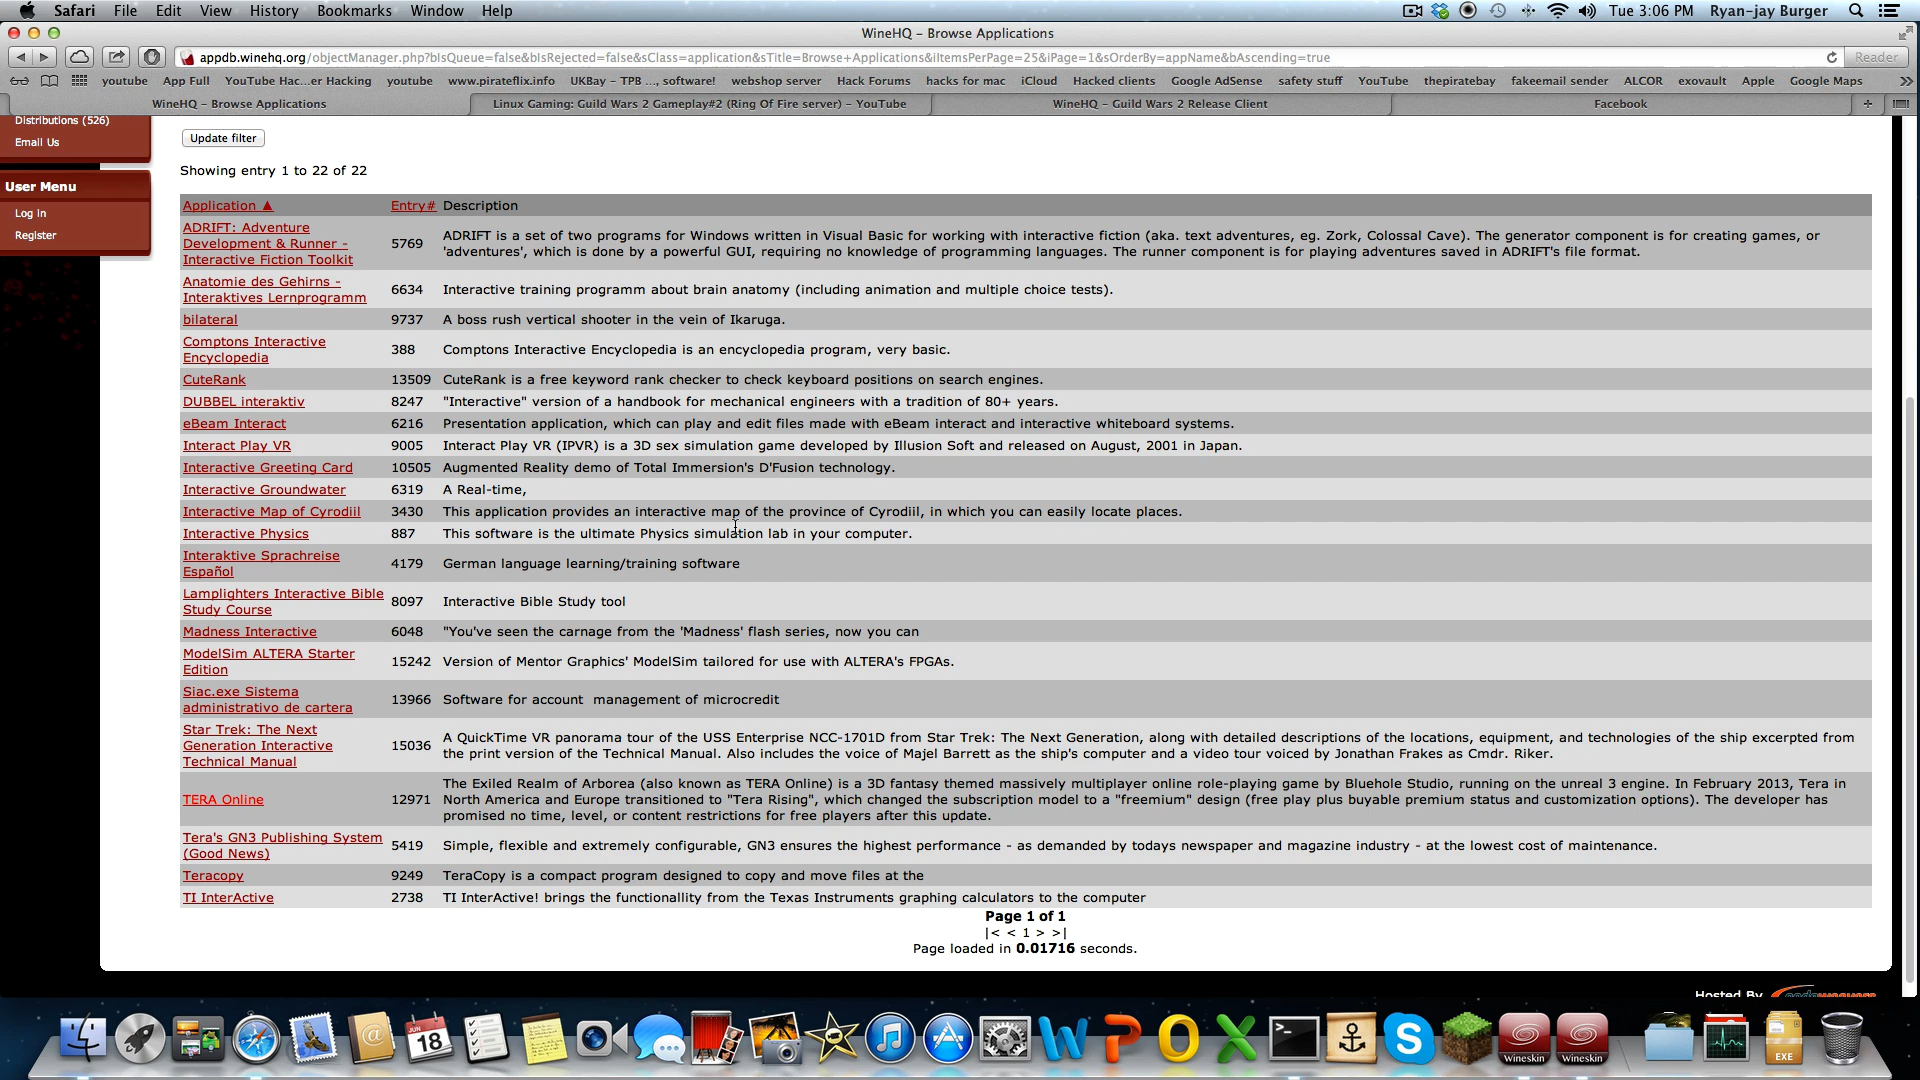 Safari File Edit View History Bookmarks Window Help Tue 3:06 PM Ryan-jay Burger
WineHQ – Browse Applications
appdb.winehq.org/objectManager.php?bIsQueue=false&bIsRejected=false&sClass=application&sTitle=Browse+Applications&iItemsPerPage=25&iPage=1&sOrderBy=appName&bAscending=true Reader
youtube App Full YouTube Hac...er Hacking youtube www.pirateflix.info UKBay – TPB ..., software! webshop server Hack Forums hacks for mac iCloud Hacked clients Google AdSense safety stuff YouTube thepiratebay fakeemail sender ALCOR exovault Apple Google Maps
WineHQ – Browse Applications Linux Gaming: Guild Wars 2 Gameplay#2 (Ring Of Fire server) – YouTube WineHQ – Guild Wars 2 Release Client Facebook
Distributions (526)
Email Us
User Menu
Log in
Register
Update filter
Showing entry 1 to 22 of 22
Application ▲ Entry# Description
ADRIFT: Adventure
Development & Runner -
Interactive Fiction Toolkit
5769
ADRIFT is a set of two programs for Windows written in Visual Basic for working with interactive fiction (aka. text adventures, eg. Zork, Colossal Cave). The generator component is for creating games, or
'adventures', which is done by a powerful GUI, requiring no knowledge of programming languages. The runner component is for playing adventures saved in ADRIFT's file format.
Anatomie des Gehirns -
Interaktives Lernprogramm
6634 Interactive training programm about brain anatomy (including animation and multiple choice tests).
bilateral 9737 A boss rush vertical shooter in the vein of Ikaruga.
Comptons Interactive
Encyclopedia
388 Comptons Interactive Encyclopedia is an encyclopedia program, very basic.
CuteRank 13509 CuteRank is a free keyword rank checker to check keyboard positions on search engines.
DUBBEL interaktiv 8247 "Interactive" version of a handbook for mechanical engineers with a tradition of 80+ years.
eBeam Interact 6216 Presentation application, which can play and edit files made with eBeam interact and interactive whiteboard systems.
Interact Play VR 9005 Interact Play VR (IPVR) is a 3D sex simulation game developed by Illusion Soft and released on August, 2001 in Japan.
Interactive Greeting Card 10505 Augmented Reality demo of Total Immersion's D'Fusion technology.
Interactive Groundwater 6319 A Real-time,
Interactive Map of Cyrodiil 3430 This application provides an interactive map of the province of Cyrodiil, in which you can easily locate places.
Interactive Physics 887 This software is the ultimate Physics simulation lab in your computer.
Interaktive Sprachreise
Español
4179 German language learning/training software
Lamplighters Interactive Bible
Study Course
8097 Interactive Bible Study tool
Madness Interactive 6048 "You've seen the carnage from the 'Madness' flash series, now you can
ModelSim ALTERA Starter
Edition
15242 Version of Mentor Graphics' ModelSim tailored for use with ALTERA's FPGAs.
Siac.exe Sistema
administrativo de cartera
13966 Software for account management of microcredit
Star Trek: The Next
Generation Interactive
Technical Manual
15036
A QuickTime VR panorama tour of the USS Enterprise NCC-1701D from Star Trek: The Next Generation, along with detailed descriptions of the locations, equipment, and technologies of the ship excerpted from
the print version of the Technical Manual. Also includes the voice of Majel Barrett as the ship's computer and a video tour voiced by Jonathan Frakes as Cmdr. Riker.
TERA Online
12971
The Exiled Realm of Arborea (also known as TERA Online) is a 3D fantasy themed massively multiplayer online role-playing game by Bluehole Studio, running on the unreal 3 engine. In February 2013, Tera in
North America and Europe transitioned to "Tera Rising", which changed the subscription model to a "freemium" design (free play plus buyable premium status and customization options). The developer has
promised no time, level, or content restrictions for free players after this update.
Tera's GN3 Publishing System
(Good News)
5419 Simple, flexible and extremely configurable, GN3 ensures the highest performance - as demanded by todays newspaper and magazine industry - at the lowest cost of maintenance.
Teracopy 9249 TeraCopy is a compact program designed to copy and move files at the
TI InterActive 2738 TI InterActive! brings the functionallity from the Texas Instruments graphing calculators to the computer
Page 1 of 1
|< < 1 > >|
Page loaded in 0.01716 seconds.
Hosted By
JUN
18
Wineskin Wineskin
EXE